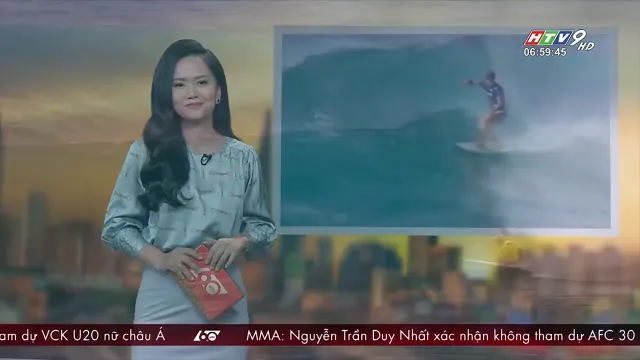 HTV9 HD
06:59:45
am dự VCK U20 nữ châu Á MMA: Nguyễn Trần Duy Nhất xác nhận không tham dự AFC 30